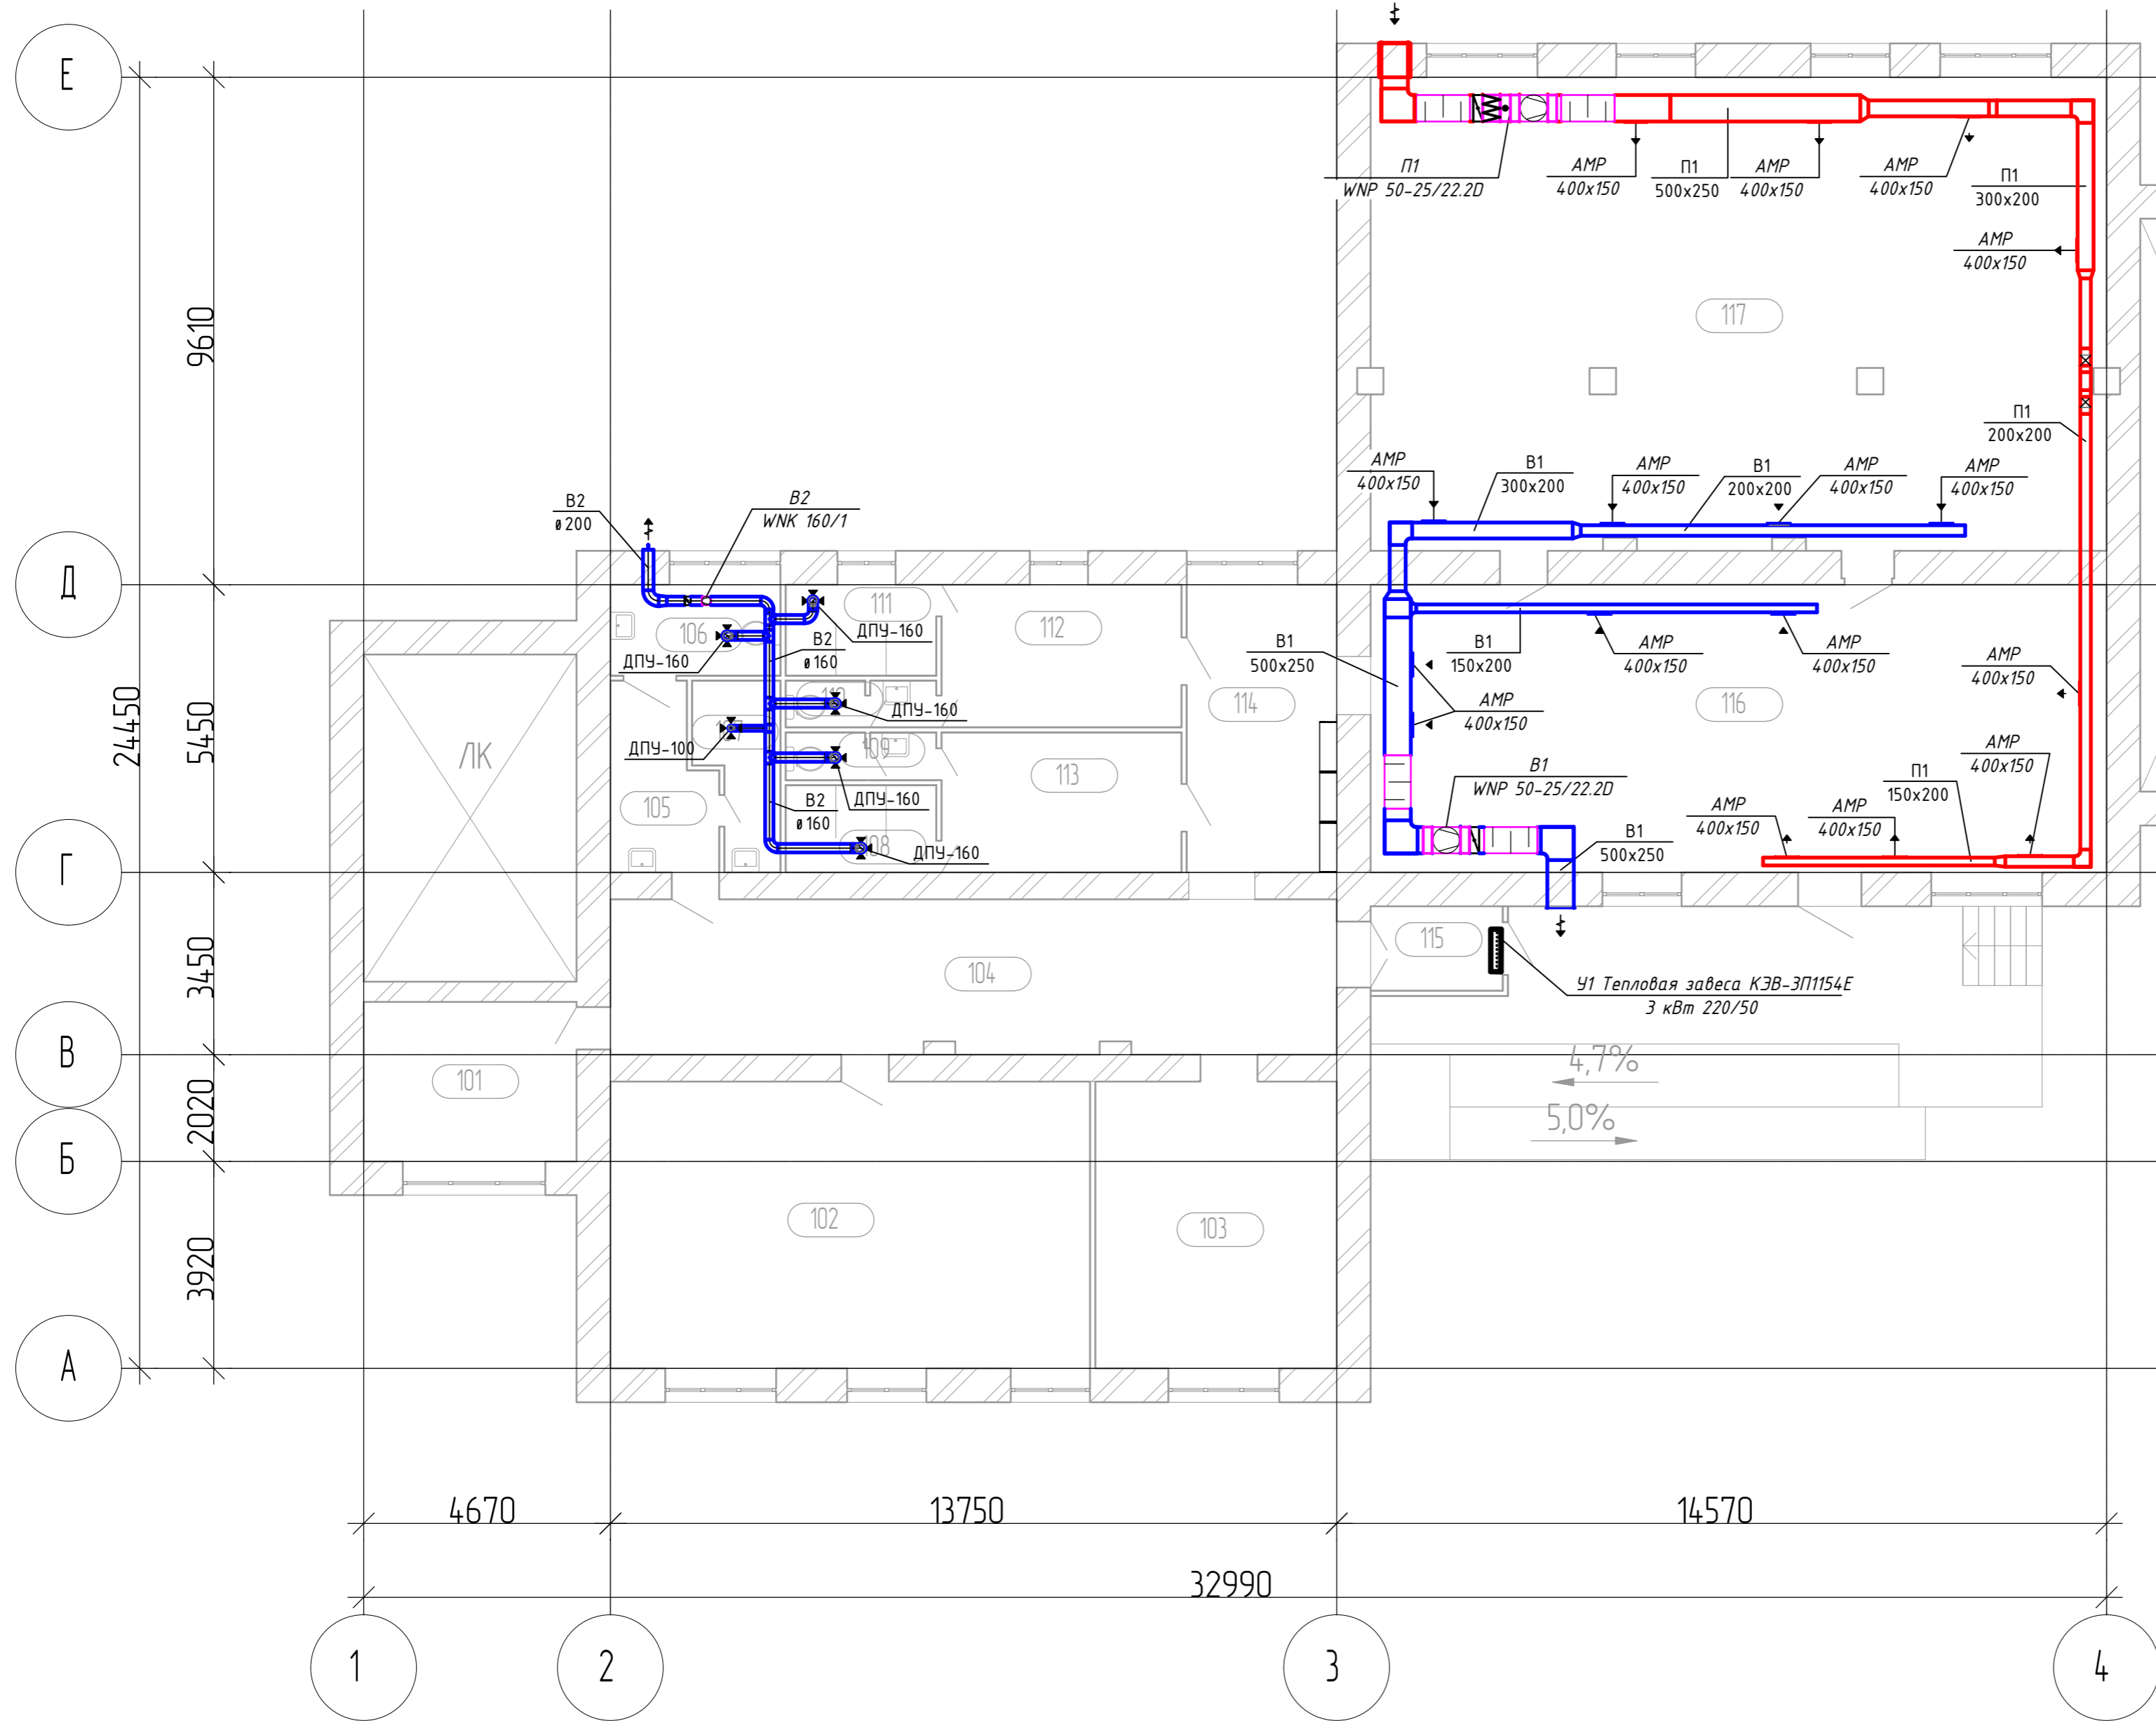 Е
Д
Г
В
Б
А
24450
9610
5450
3450
2020
3920
П1
WNP 50-25/22.2D
АМР
400х150
П1
500х250
АМР
400х150
АМР
400х150
П1
300х200
АМР
400х150
117
П1
200х200
АМР
400х150
В1
300х200
АМР
400х150
В1
200х200
АМР
400х150
АМР
400х150
В2
ø200
В2
WNK 160/1
111
106
ДПУ-160
ДПУ-160
В2
ø160
112
110
ДПУ-160
107
ДПУ-100
109
ДПУ-160
113
114
105
В2
ø160
108
ДПУ-160
ЛК
В1
500х250
В1
150х200
АМР
400х150
АМР
400х150
АМР
400х150
116
АМР
400х150
В1
WNP 50-25/22.2D
АМР
400х150
П1
150х200
АМР
400х150
АМР
400х150
В1
500х250
115
104
У1 Тепловая завеса КЭВ-3П1154Е
3 кВт 220/50
101
4,7%
5,0%
102
103
4670
13750
14570
32990
1
2
3
4